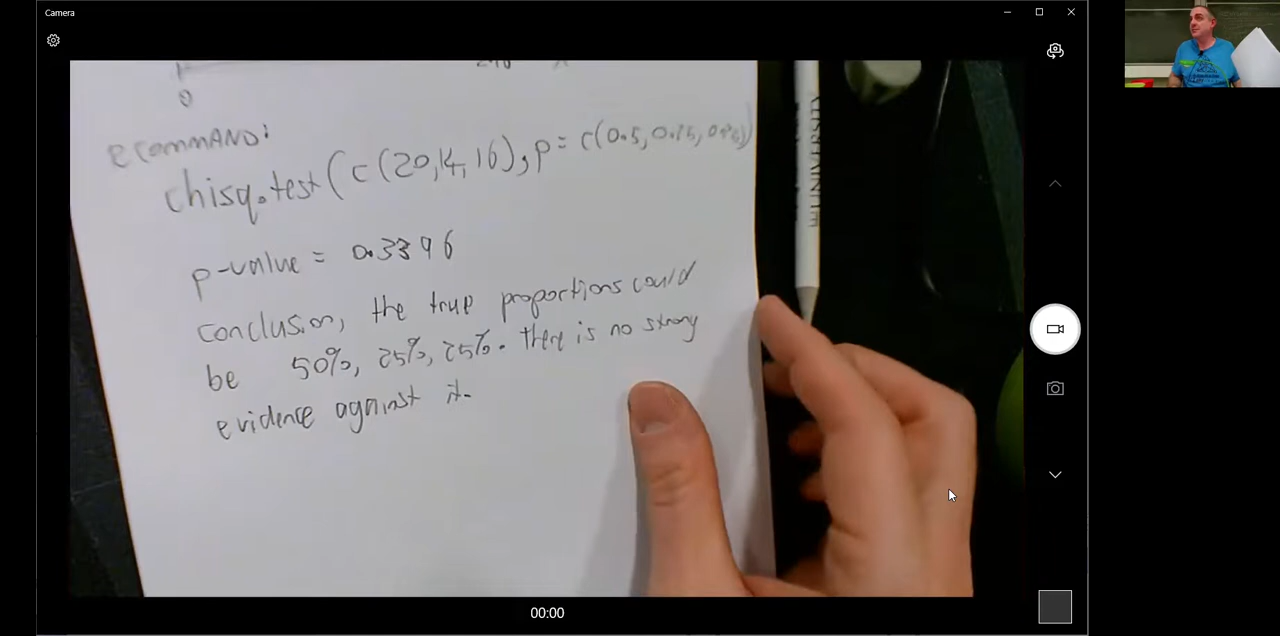 Camera
0
R COMMAND:
chisq.test(c(20,14,16), p = c(0.5, 0.25, 0.25))
p-value = 0.3396
conclusion, the true proportions could
be 50%, 25%, 25%. there is no strong
evidence against it.
00:00